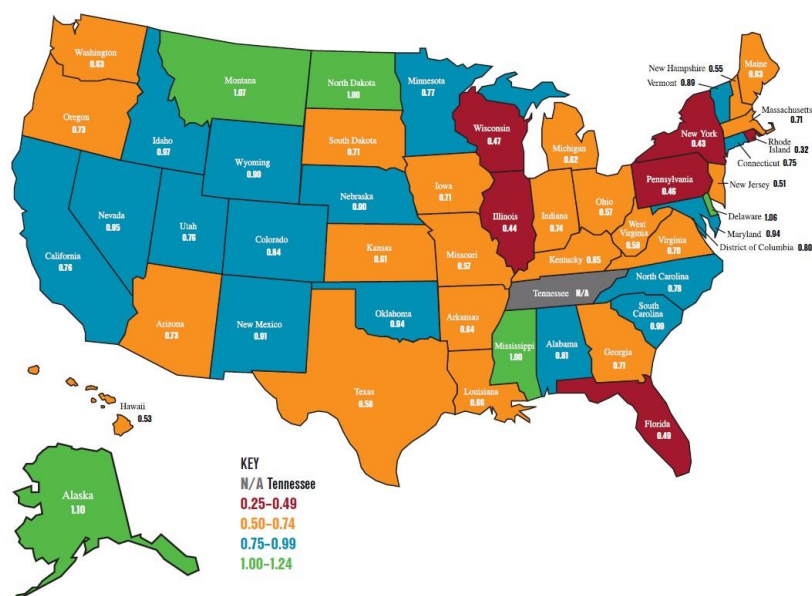 Washington
0.63
Oregon
0.73
California
0.76
Nevada
0.95
Idaho
0.97
Montana
1.07
Wyoming
0.90
Utah
0.76
Colorado
0.84
Arizona
0.73
New Mexico
0.91
North Dakota
1.00
South Dakota
0.71
Nebraska
0.90
Kansas
0.61
Oklahoma
0.94
Texas
0.58
Minnesota
0.77
Iowa
0.71
Missouri
0.57
Arkansas
0.64
Louisiana
0.66
Wisconsin
0.47
Illinois
0.44
Michigan
0.62
Indiana
0.74
Ohio
0.57
Kentucky 0.65
Tennessee N/A
Mississippi
1.00
Alabama
0.81
Georgia
0.71
Florida
0.49
South
Carolina
0.99
North Carolina
0.78
Virginia
0.70
West
Virginia
0.58
Pennsylvania
0.46
New York
0.43
Maine
0.63
New Hampshire 0.55
Vermont 0.89
Massachusetts
0.71
Rhode
Island 0.32
Connecticut 0.75
New Jersey 0.51
Delaware 1.06
Maryland 0.94
District of Columbia 0.80
Hawaii
0.53
Alaska
1.10
KEY
N/A Tennessee
0.25–0.49
0.50–0.74
0.75–0.99
1.00–1.24